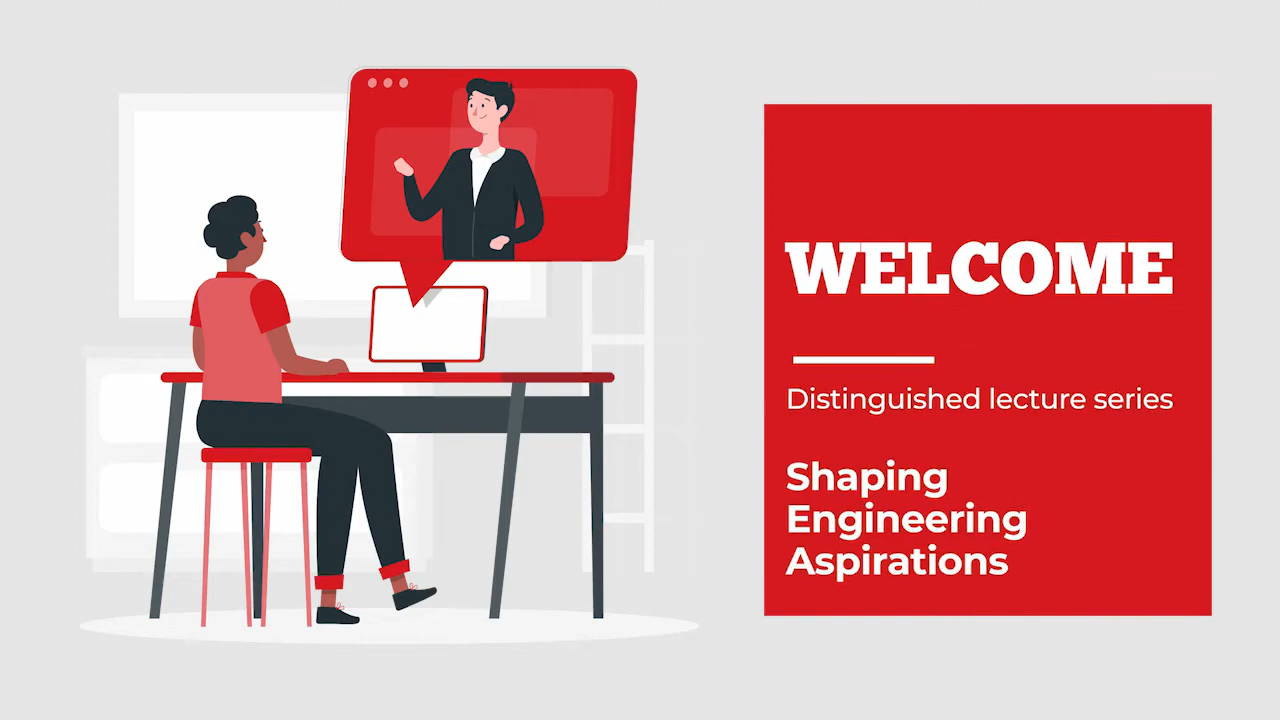 WELCOME
Distinguished lecture series
Shaping
Engineering
Aspirations